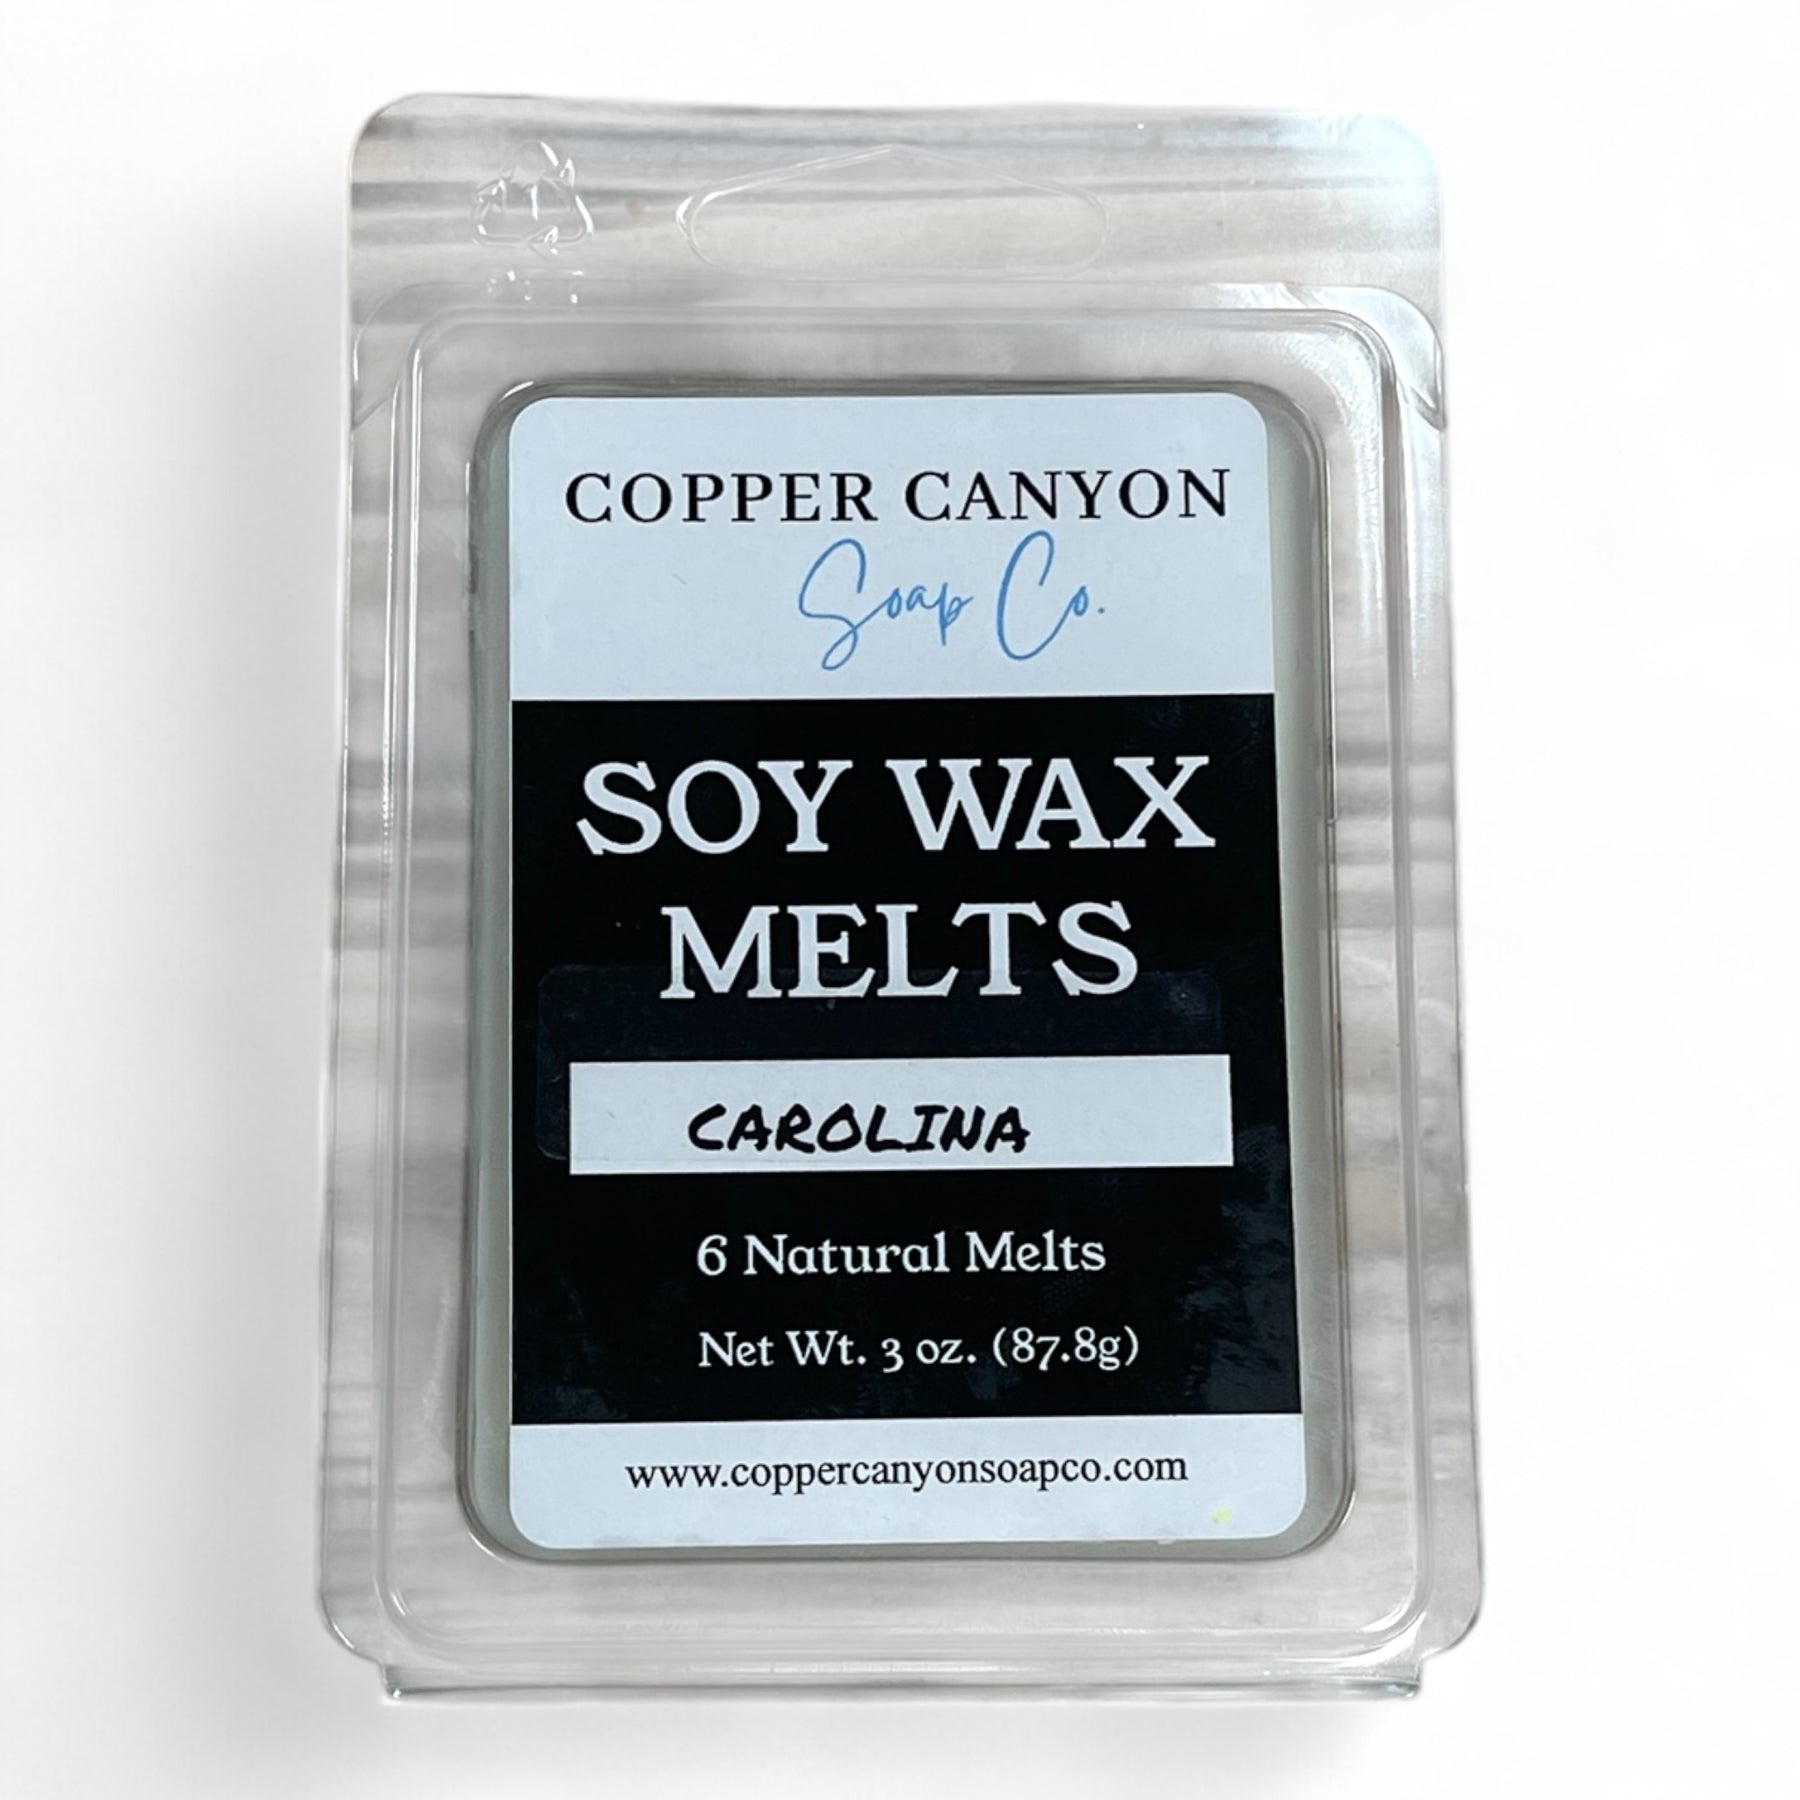 COPPER CANYON
Soap Co.
SOY WAX
MELTS
CAROLINA
6 Natural Melts
Net Wt. 3 oz. (87.8g)
www.coppercanyonsoapco.com